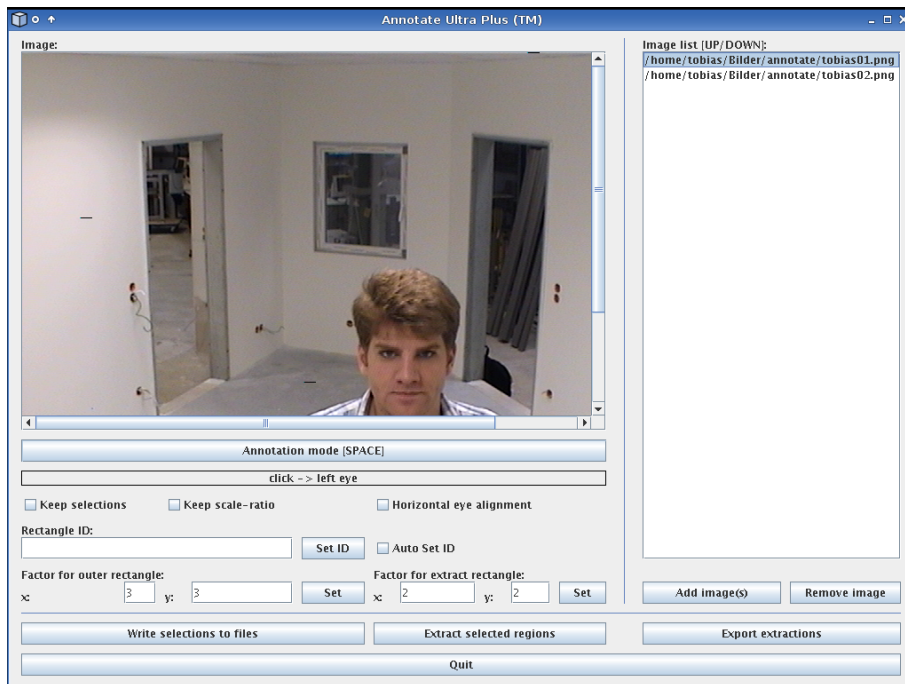 Annotate Ultra Plus (TM)
Image:
Image list [UP/DOWN]:
/home/tobias/Bilder/annotate/tobias01.png
/home/tobias/Bilder/annotate/tobias02.png
Annotation mode [SPACE]
click -> left eye
Keep selections
Keep scale-ratio
Horizontal eye alignment
Rectangle ID:
Set ID
Auto Set ID
Factor for outer rectangle:
x: 3 y: 3 Set
Factor for extract rectangle:
x: 2 y: 2 Set
Add image(s)
Remove image
Write selections to files
Extract selected regions
Export extractions
Quit